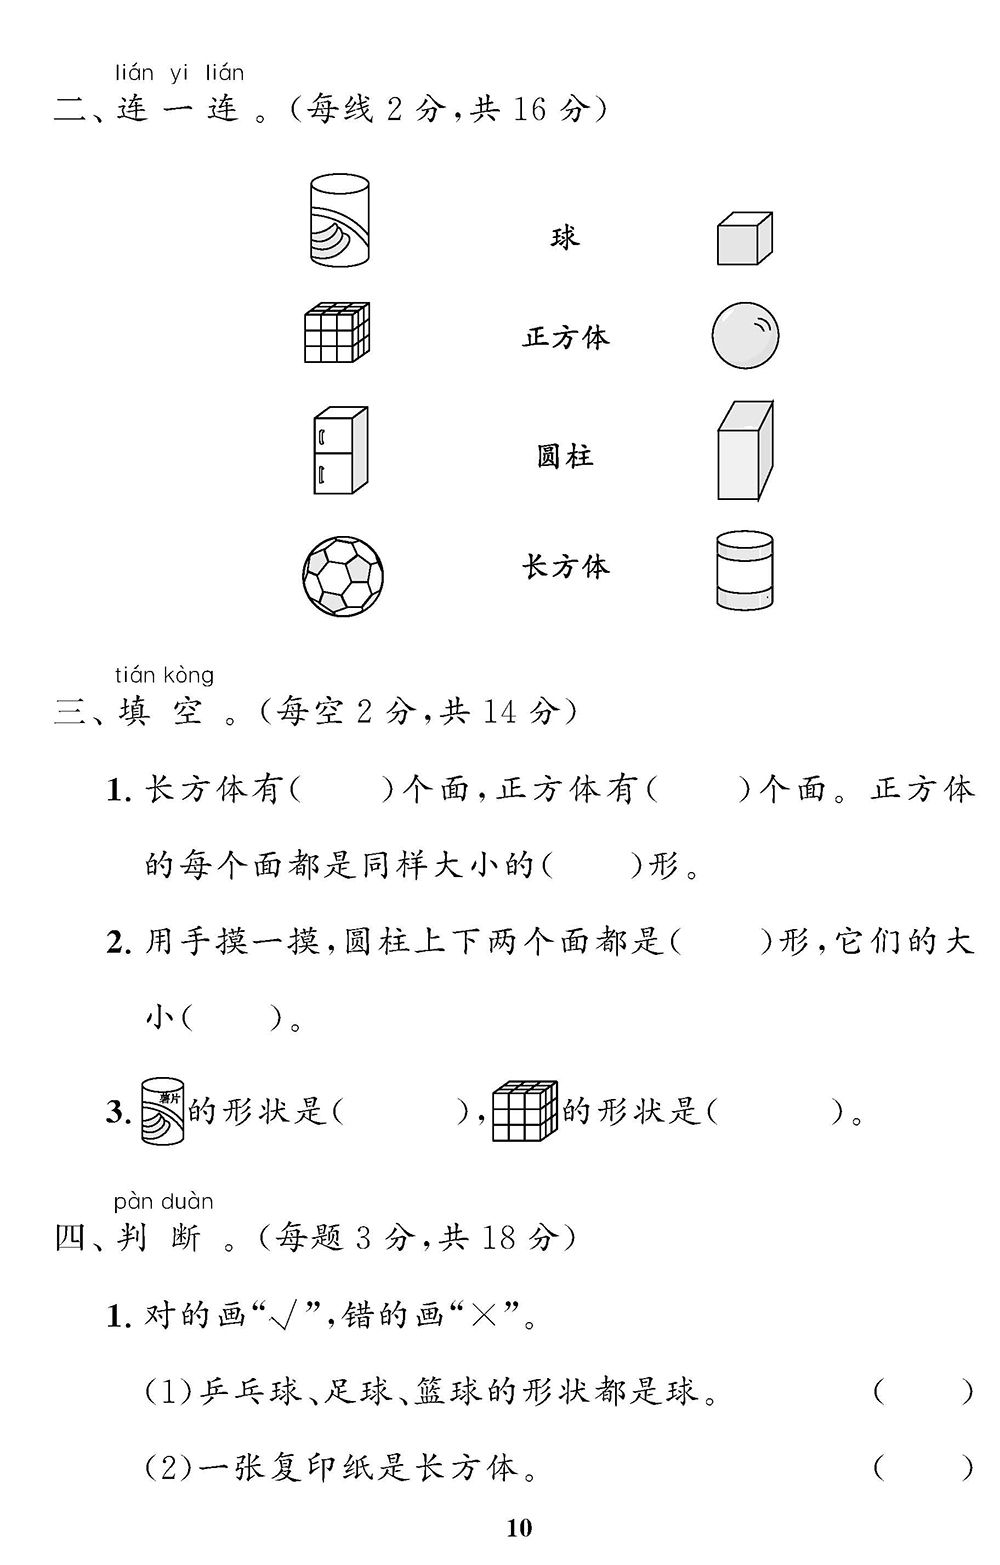 lián yi lián
二、连一连。（每线2分，共16分）
球
正方体
圆柱
长方体
tián kòng
三、填空。（每空2分，共14分）
1. 长方体有（　　）个面，正方体有（　　）个面。正方体
的每个面都是同样大小的（　　）形。
2. 用手摸一摸，圆柱上下两个面都是（　　）形，它们的大
小（　　）。
3. 薯片 的形状是（　　　），的形状是（　　　）。
pàn duàn
四、判断。（每题3分，共18分）
1. 对的画“√”，错的画“×”。
（1）乒乓球、足球、篮球的形状都是球。（　　）
（2）一张复印纸是长方体。（　　）
10